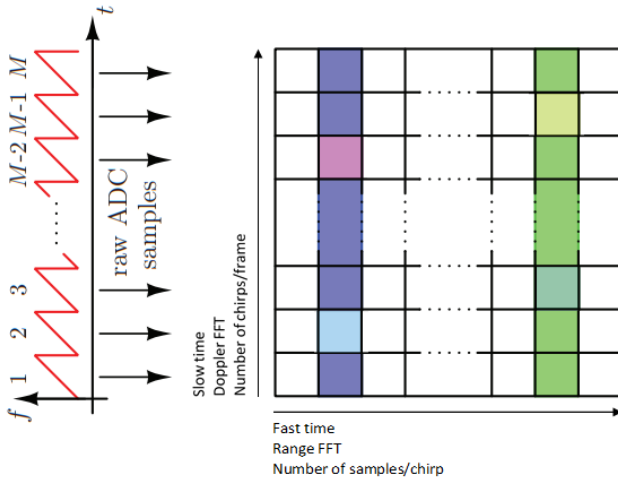 t
M
M-1
M-2
......
3
2
1
f
raw ADC
samples
Slow time
Doppler FFT
Number of chirps/frame
Fast time
Range FFT
Number of samples/chirp